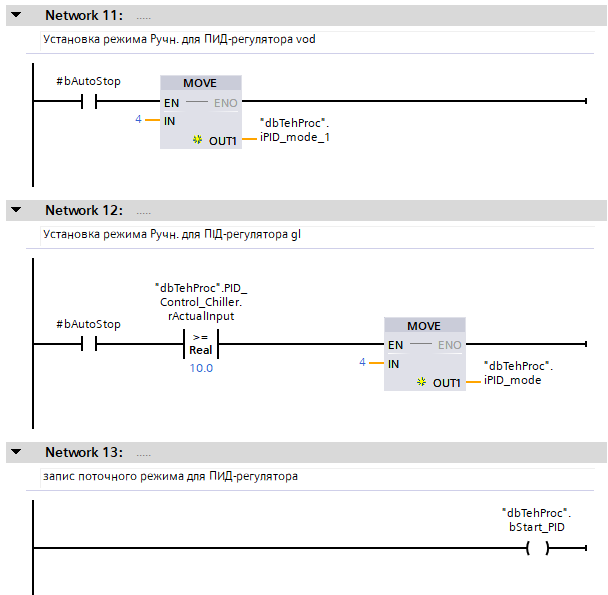 Network 11: .....
Установка режима Ручн. для ПИД-регулятора vod
#bAutoStop
MOVE
EN ENO
4 IN
OUT1
"dbTehProc".
iPID_mode_1
Network 12: .....
Установка режима Ручн. для ПІД-регулятора gl
"dbTehProc".PID_
Control_Chiller.
rActualInput
#bAutoStop
>=
Real
10.0
MOVE
EN ENO
4 IN
OUT1
"dbTehProc".
iPID_mode
Network 13: .....
запис поточного режима для ПИД-регулятора
"dbTehProc".
bStart_PID